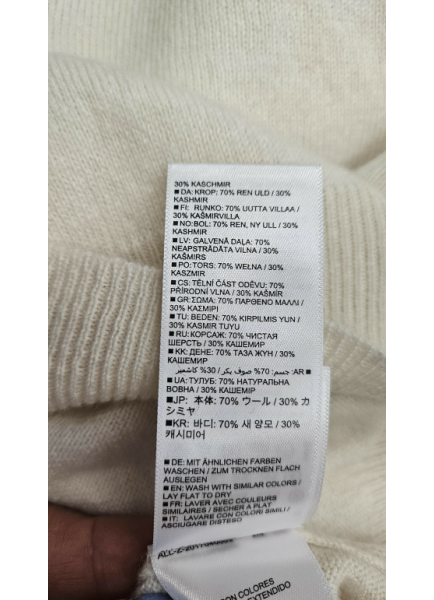 30% KASCHMIR
■ DA: KROP: 70% REN ULD / 30%
KASHMIR
■ FI: RUNKO: 70% UUTTA VILLAA /
30% KAŠMIRVILLA
■ NO:BOL: 70% REN, NY ULL / 30%
KASHMIR
■ LV: GALVENĀ DAĻA: 70%
NEAPSTRĀDĀTA VILNA / 30%
KAŠMIRS
■ PO:TORS: 70% WEŁNA / 30%
KASZMIR
■ CS: TĚLNÍ ČÁST ODĚVU: 70%
PŘÍRODNÍ VLNA / 30% KAŠMÍR
■ GR:ΣΩΜΑ: 70% ΠΑΡΘΕΝΟ ΜΑΛΛΙ /
30% ΚΑΣΜΙΡΙ
■ TU: BEDEN: 70% KIRPILMIS YUN /
30% KASMIR TUYU
■ RU:КОРСАЖ: 70% ЧИСТАЯ
ШЕРСТЬ / 30% КАШЕМИР
■ KK: ДЕНЕ: 70% ТАЗА ЖҮН / 30%
КАШЕМИР
■ AR: جسم: 70% صوف بكر / 30% كاشمير
■ UA:ТУЛУБ: 70% НАТУРАЛЬНА
ВОВНА / 30% КАШЕМИР
■ JP: 本体: 70% ウール / 30% カ
シミヤ
■ KR: 바디: 70% 새 양모 / 30%
캐시미어
■ DE: MIT ÄHNLICHEN FARBEN
WASCHEN / ZUM TROCKNEN FLACH
AUSLEGEN
■ EN: WASH WITH SIMILAR COLORS /
LAY FLAT TO DRY
■ FR: LAVER AVEC COULEURS
SIMILAIRES / SÉCHER À PLAT
■ IT: LAVARE CON COLORI SIMILI /
ASCIUGARE DISTESO
ON COLORES
EXTENDIDO